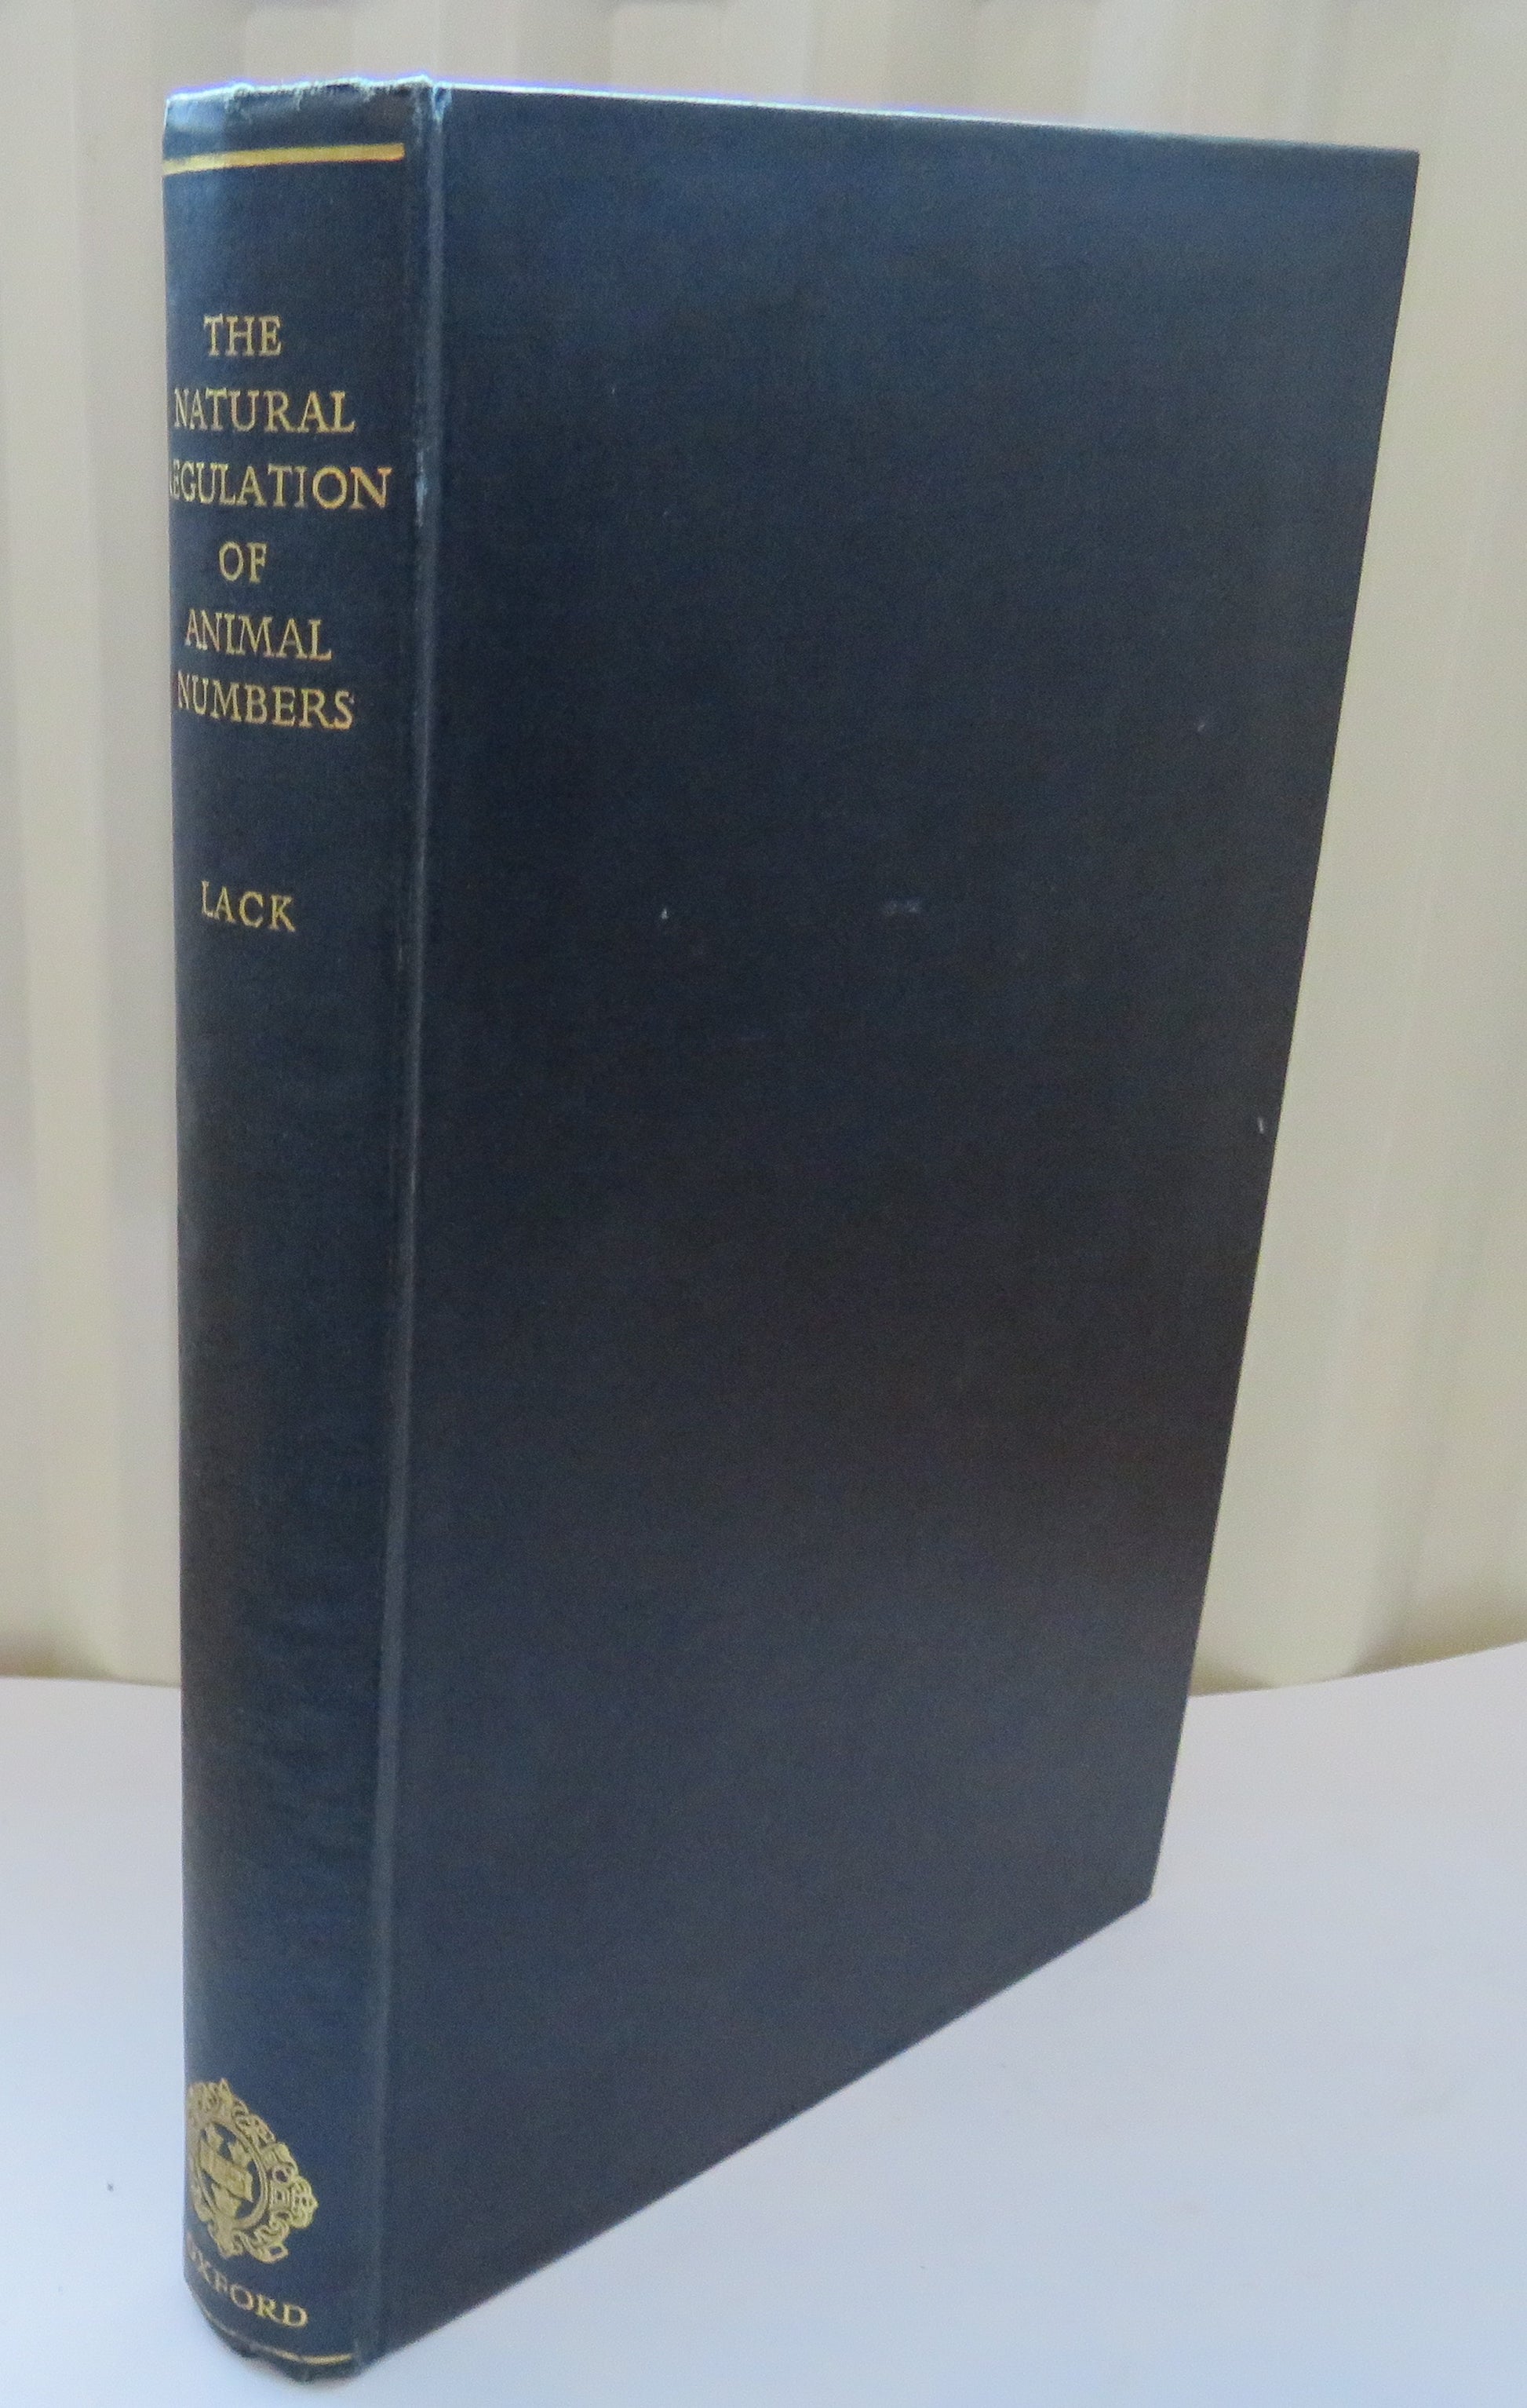 THE
NATURAL
REGULATION
OF
ANIMAL
NUMBERS
LACK
OXFORD